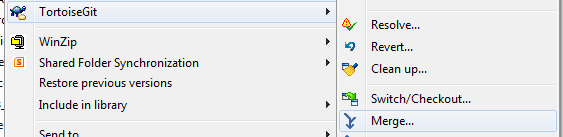 TortoiseGit
WinZip
Shared Folder Synchronization
Restore previous versions
Include in library
Send to
Resolve...
Revert...
Clean up...
Switch/Checkout...
Merge...